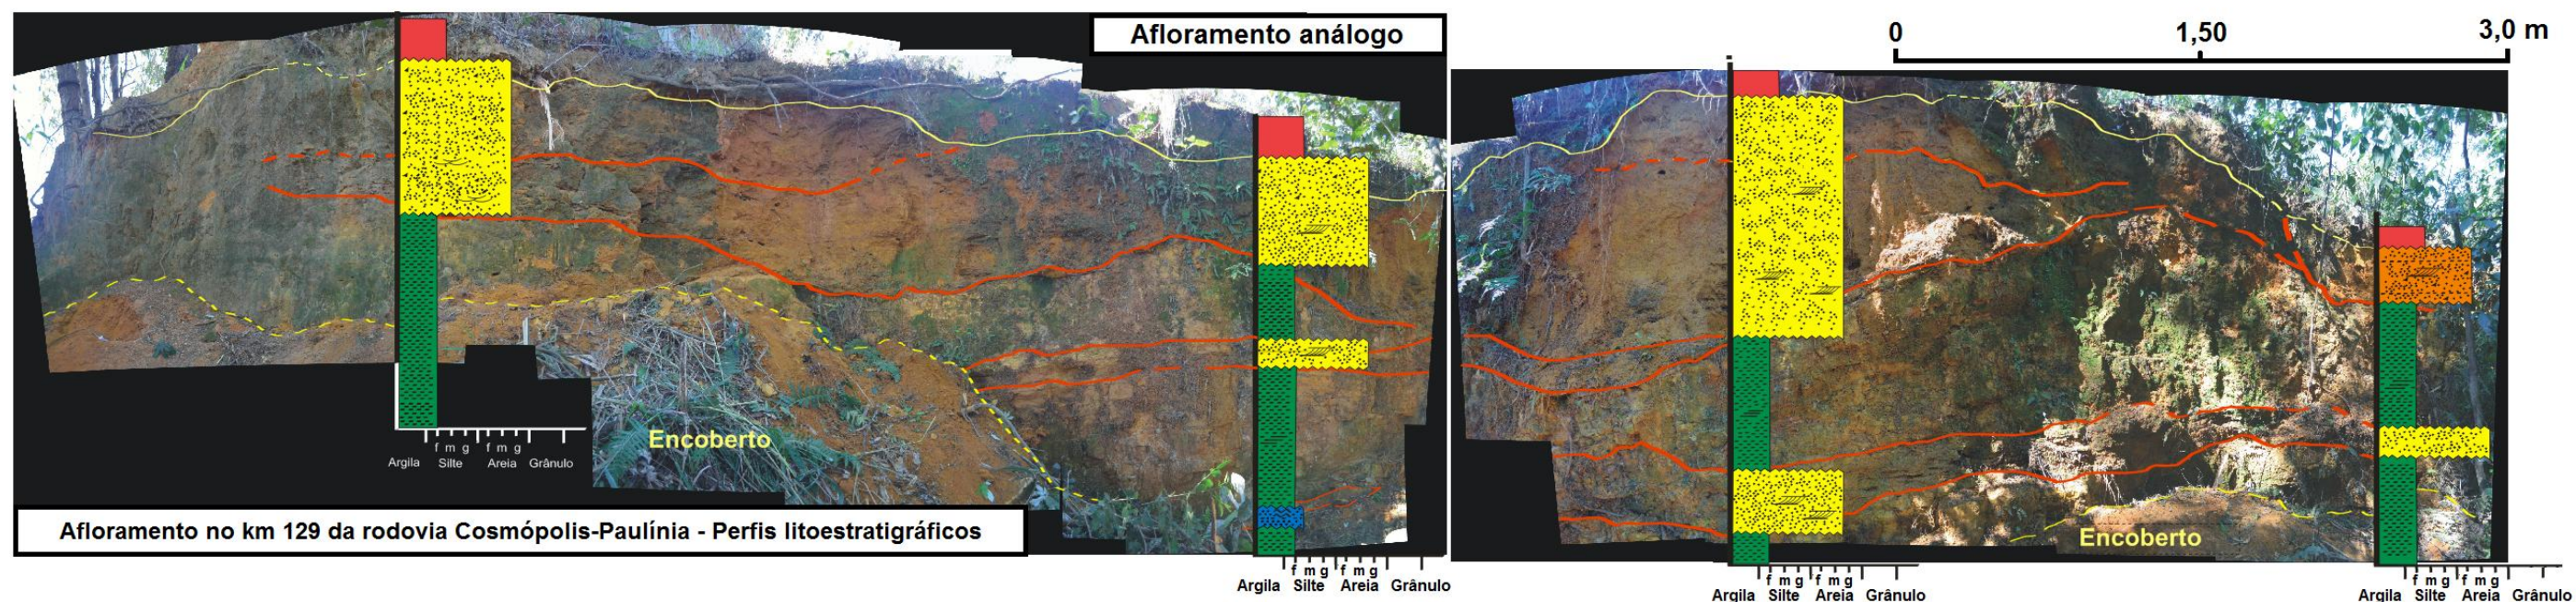 Afloramento análogo
0 1,50 3,0 m
Encoberto
f m g f m g
Argila Silte Areia Grânulo
Afloramento no km 129 da rodovia Cosmópolis-Paulínia - Perfis litoestratigráficos
f m g f m g
Argila Silte Areia Grânulo
Encoberto
f m g f m g
Argila Silte Areia Grânulo
f m g f m g
Argila Silte Areia Grânulo